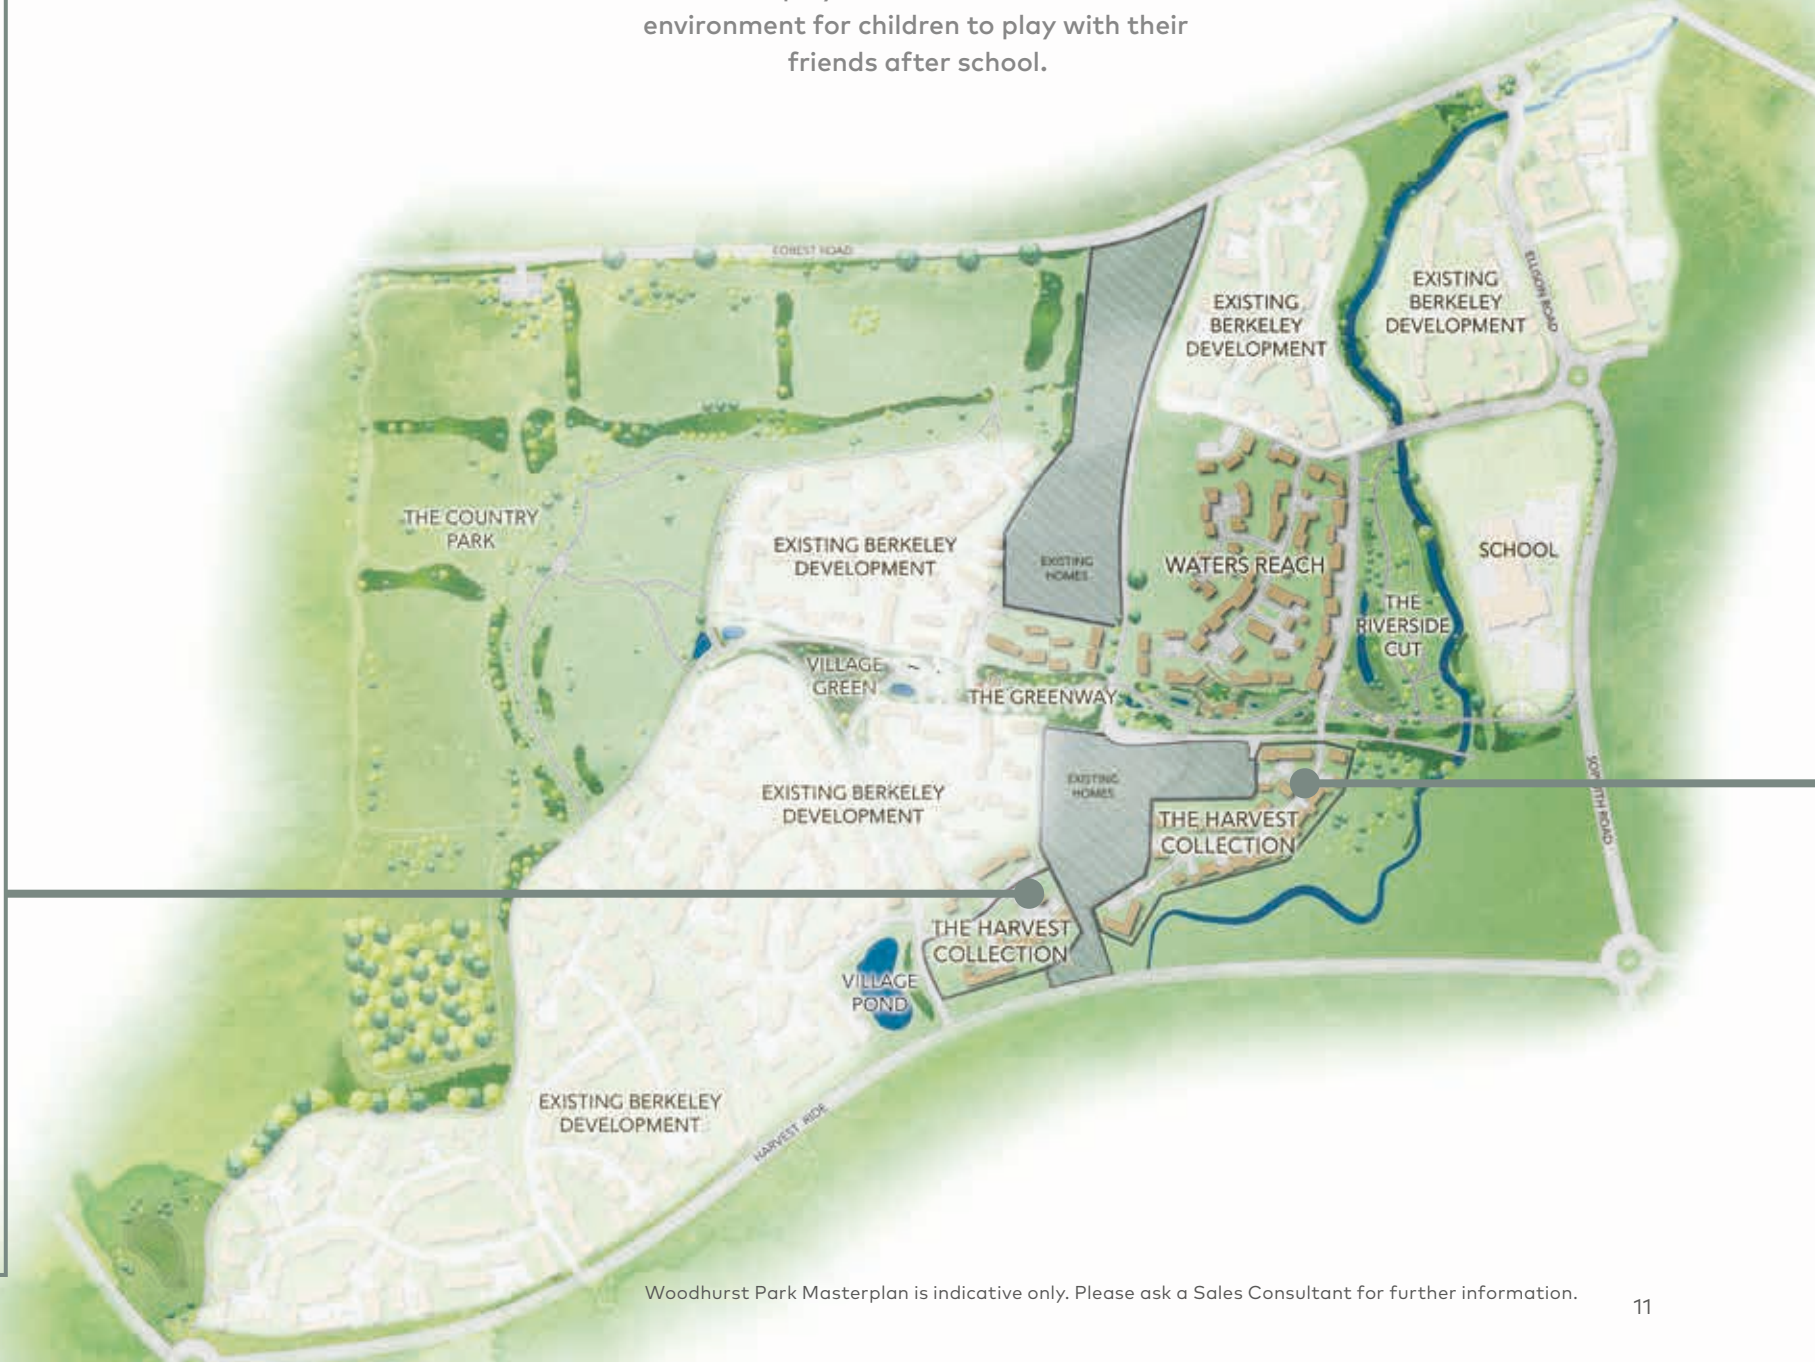 environment for children to play with their
friends after school.
FOREST ROAD
ELLISON ROAD
EXISTING
BERKELEY
DEVELOPMENT
EXISTING
BERKELEY
DEVELOPMENT
THE COUNTRY
PARK
EXISTING BERKELEY
DEVELOPMENT
EXISTING
HOMES
WATERS REACH
SCHOOL
THE
RIVERSIDE
CUT
VILLAGE
GREEN
THE GREENWAY
EXISTING BERKELEY
DEVELOPMENT
EXISTING
HOMES
THE HARVEST
COLLECTION
ROAD
THE HARVEST
COLLECTION
VILLAGE
POND
EXISTING BERKELEY
DEVELOPMENT
HARVEST RIDE
Woodhurst Park Masterplan is indicative only. Please ask a Sales Consultant for further information.
11